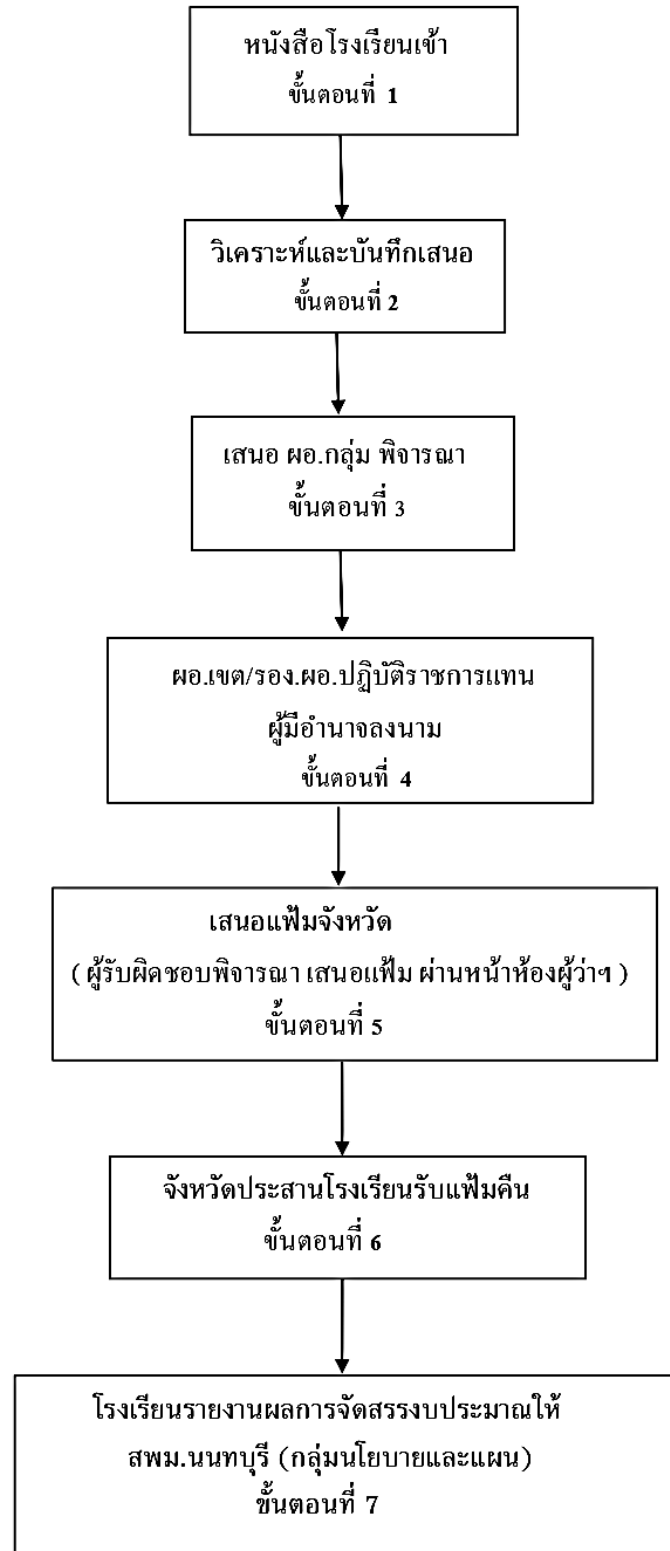 หนังสือโรงเรียนเข้า
ขั้นตอนที่ 1
วิเคราะห์และบันทึกเสนอ
ขั้นตอนที่ 2
เสนอ ผอ.กลุ่ม พิจารณา
ขั้นตอนที่ 3
ผอ.เขต/รอง.ผอ.ปฏิบัติราชการแทน
ผู้มีอำนาจลงนาม
ขั้นตอนที่ 4
เสนอแฟ้มจังหวัด
( ผู้รับผิดชอบพิจารณา เสนอแฟ้ม ผ่านหน้าห้องผู้ว่าฯ )
ขั้นตอนที่ 5
จังหวัดประสานโรงเรียนรับแฟ้มคืน
ขั้นตอนที่ 6
โรงเรียนรายงานผลการจัดสรรงบประมาณให้
สพม.นนทบุรี (กลุ่มนโยบายและแผน)
ขั้นตอนที่ 7